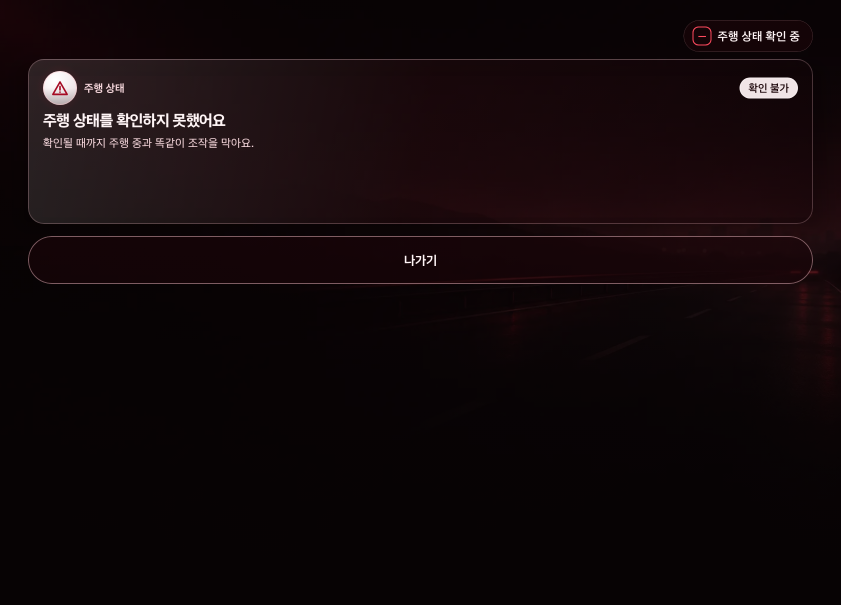 주행 상태 확인 중
주행 상태
확인 불가
주행 상태를 확인하지 못했어요
확인될 때까지 주행 중과 똑같이 조작을 막아요.
나가기